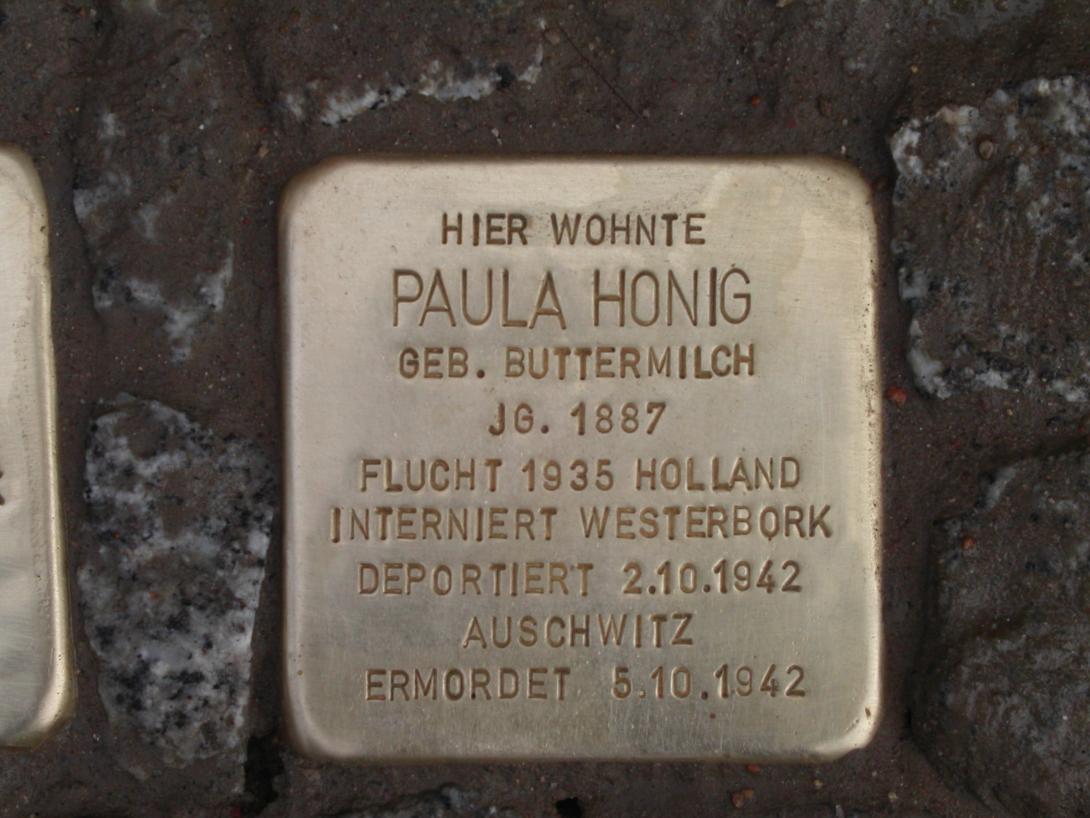 HIER WOHNTE
PAULA HONIG
GEB. BUTTERMILCH
JG. 1887
FLUCHT 1935 HOLLAND
INTERNIERT WESTERBORK
DEPORTIERT 2.10.1942
AUSCHWITZ
ERMORDET 5.10.1942